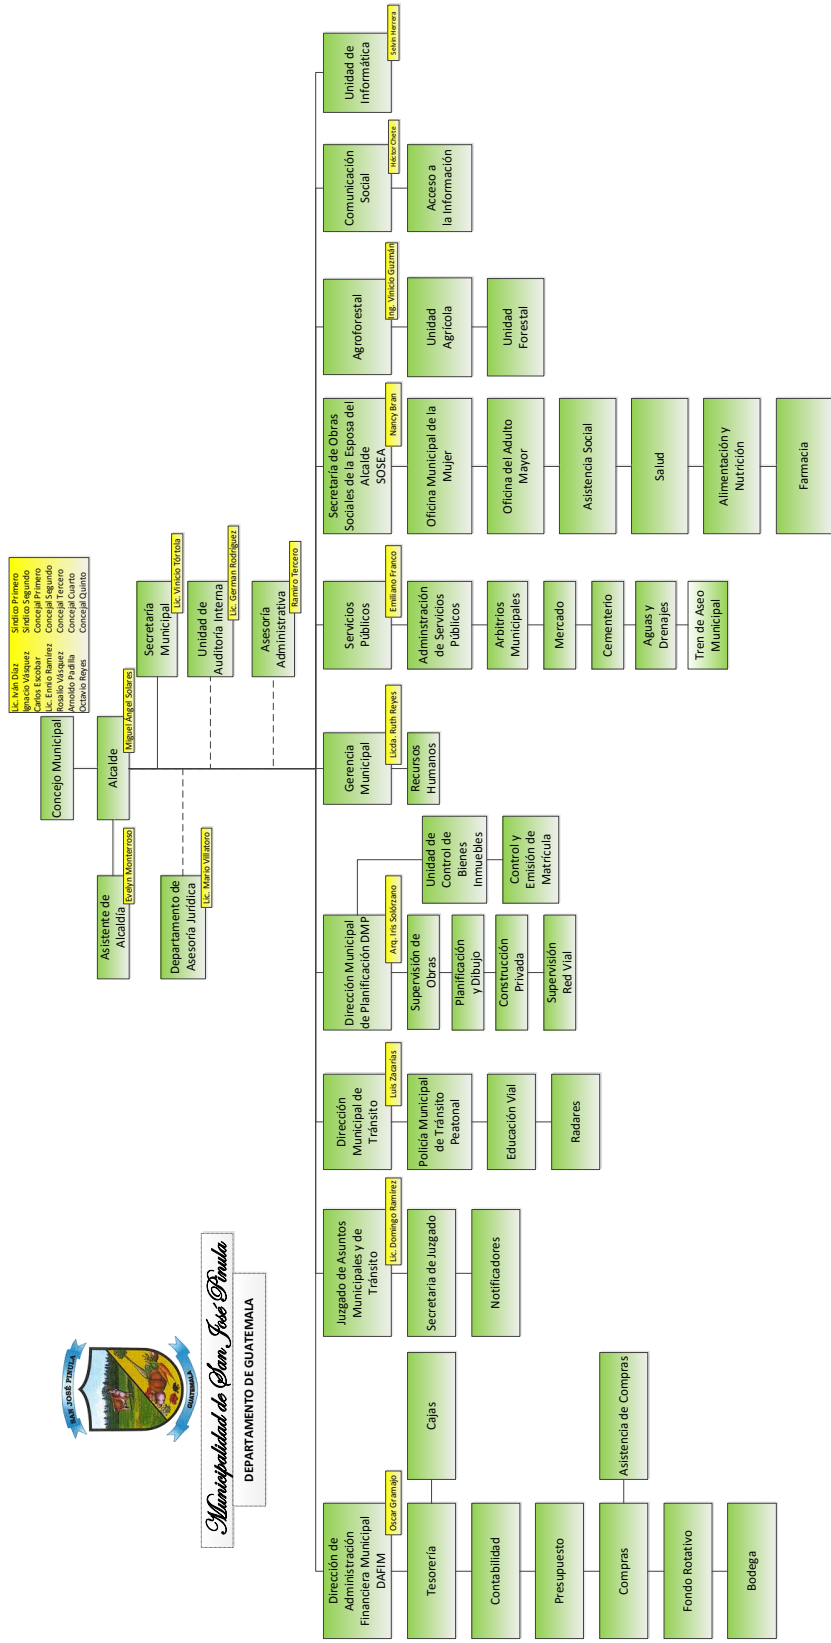 SAN JOSÉ PINULA
GUATEMALA
Municipalidad de San José Pinula
DEPARTAMENTO DE GUATEMALA
Concejo Municipal
Lic. Iván Díaz Síndico Primero
Ignacio Vásquez Síndico Segundo
Carlos Escobar Concejal Primero
Lic. Ennio Ramírez Concejal Segundo
Rosalío Vásquez Concejal Tercero
Arnoldo Padilla Concejal Cuarto
Octavio Reyes Concejal Quinto
Alcalde
Miguel Ángel Solares
Asistente de
Alcaldía
Evelyn Monterroso
Secretaría
Municipal
Lic. Vinicio Tórtola
Departamento de
Asesoría Jurídica
Lic. Mario Villatoro
Unidad de
Auditoría Interna
Lic. German Rodríguez
Asesoría
Administrativa
Ramiro Tercero
Dirección de
Administración
Financiera Municipal
DAFIM
Oscar Gramajo
Tesorería
Cajas
Contabilidad
Presupuesto
Compras
Asistencia de Compras
Fondo Rotativo
Bodega
Juzgado de Asuntos
Municipales y de
Tránsito
Lic. Domingo Ramírez
Secretaria de Juzgado
Notificadores
Dirección
Municipal de
Tránsito
Luis Zacarías
Policía Municipal
de Tránsito
Peatonal
Educación Vial
Radares
Dirección Municipal
de Planificación DMP
Arq. Iris Solórzano
Supervisión de
Obras
Planificación
y Dibujo
Construcción
Privada
Supervisión
Red Vial
Unidad de
Control de
Bienes
Inmuebles
Control y
Emisión de
Matrícula
Gerencia
Municipal
Licda. Ruth Reyes
Recursos
Humanos
Servicios
Públicos
Emiliano Franco
Adminstración
de Servicios
Públicos
Arbitrios
Municipales
Mercado
Cementerio
Aguas y
Drenajes
Tren de Aseo
Municipal
Secretaría de Obras
Sociales de la Esposa del
Alcalde
SOSEA
Nancy Bran
Oficina Municipal de la
Mujer
Oficina del Adulto
Mayor
Asistencia Social
Salud
Alimentación y
Nutrición
Farmacia
Agroforestal
Ing. Vinicio Guzmán
Unidad
Agrícola
Unidad
Forestal
Comunicación
Social
Héctor Chete
Acceso a
la Información
Unidad de
Informática
Selvin Herrera